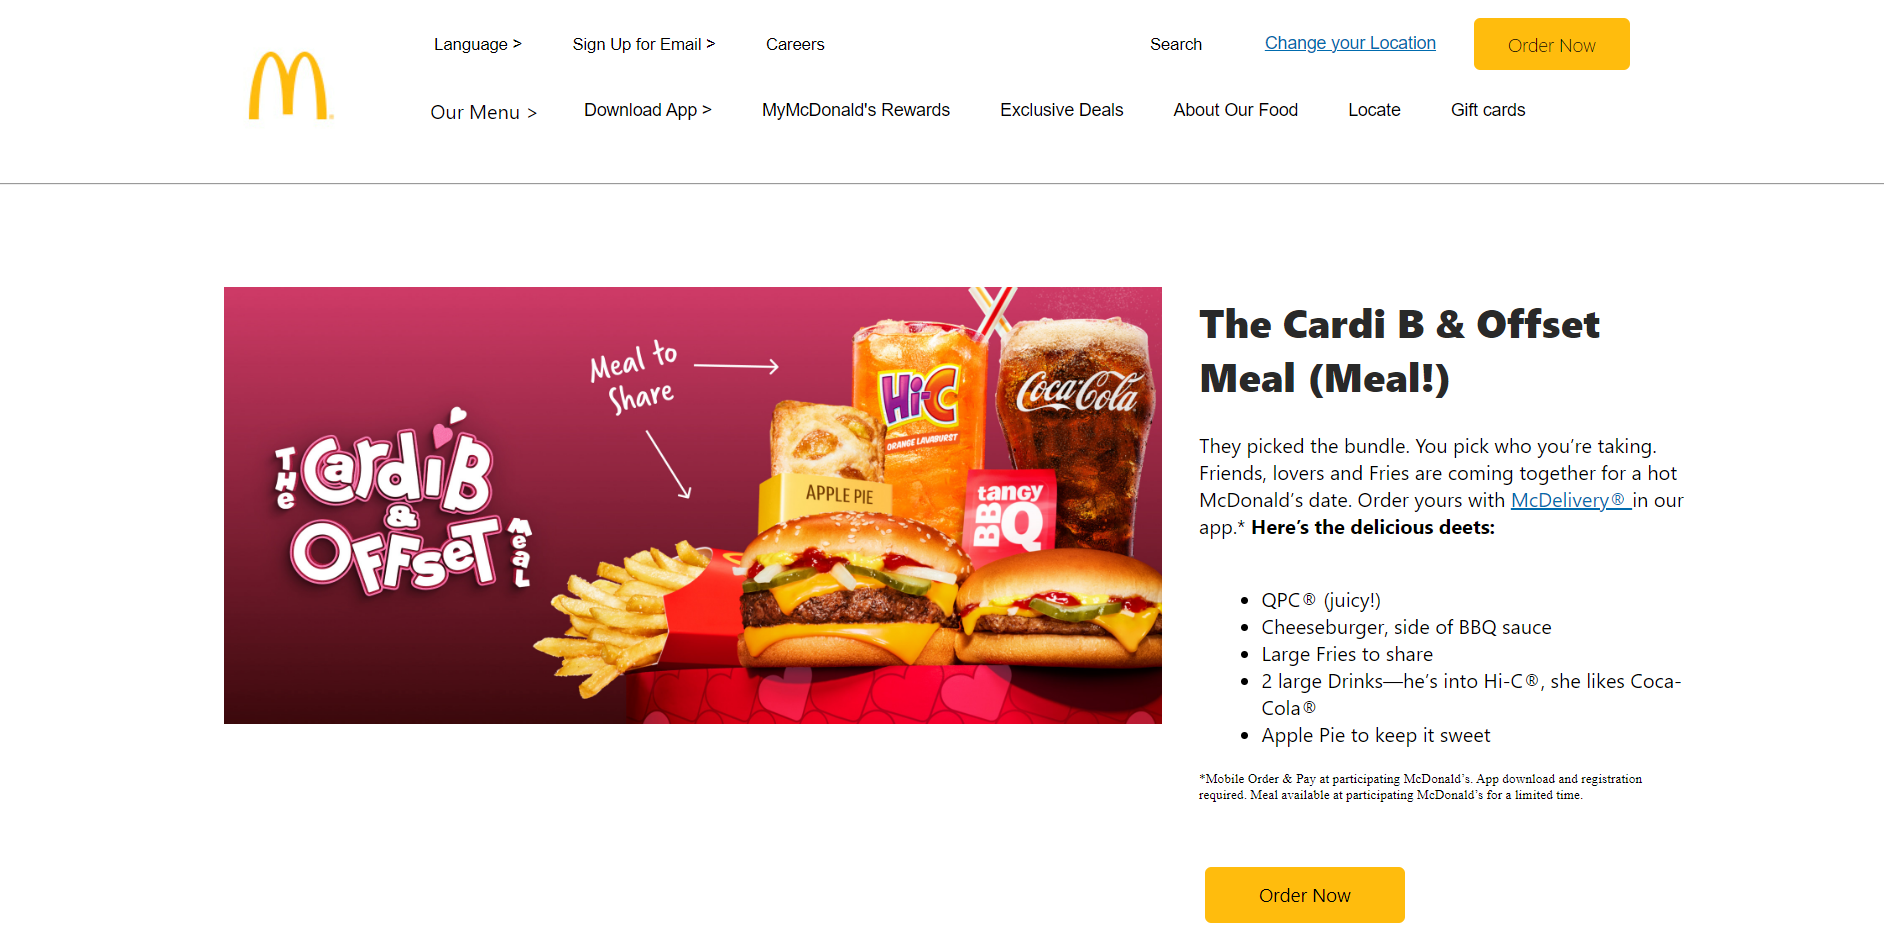 Language >
Sign Up for Email >
Careers
Search
Change your Location
Order Now
Our Menu >
Download App >
MyMcDonald's Rewards
Exclusive Deals
About Our Food
Locate
Gift cards
Meal to
Share
THE
Cardi B
&
OFFSET
MEAL
Hi-C
ORANGE LAVABURST
Coca-Cola
APPLE PIE
tangy
BBQ
The Cardi B & Offset
Meal (Meal!)
They picked the bundle. You pick who you’re taking.
Friends, lovers and Fries are coming together for a hot
McDonald’s date. Order yours with McDelivery® in our
app.* Here’s the delicious deets:
• QPC® (juicy!)
• Cheeseburger, side of BBQ sauce
• Large Fries to share
• 2 large Drinks—he’s into Hi-C®, she likes Coca-
Cola®
• Apple Pie to keep it sweet
*Mobile Order & Pay at participating McDonald’s. App download and registration
required. Meal available at participating McDonald’s for a limited time.
Order Now